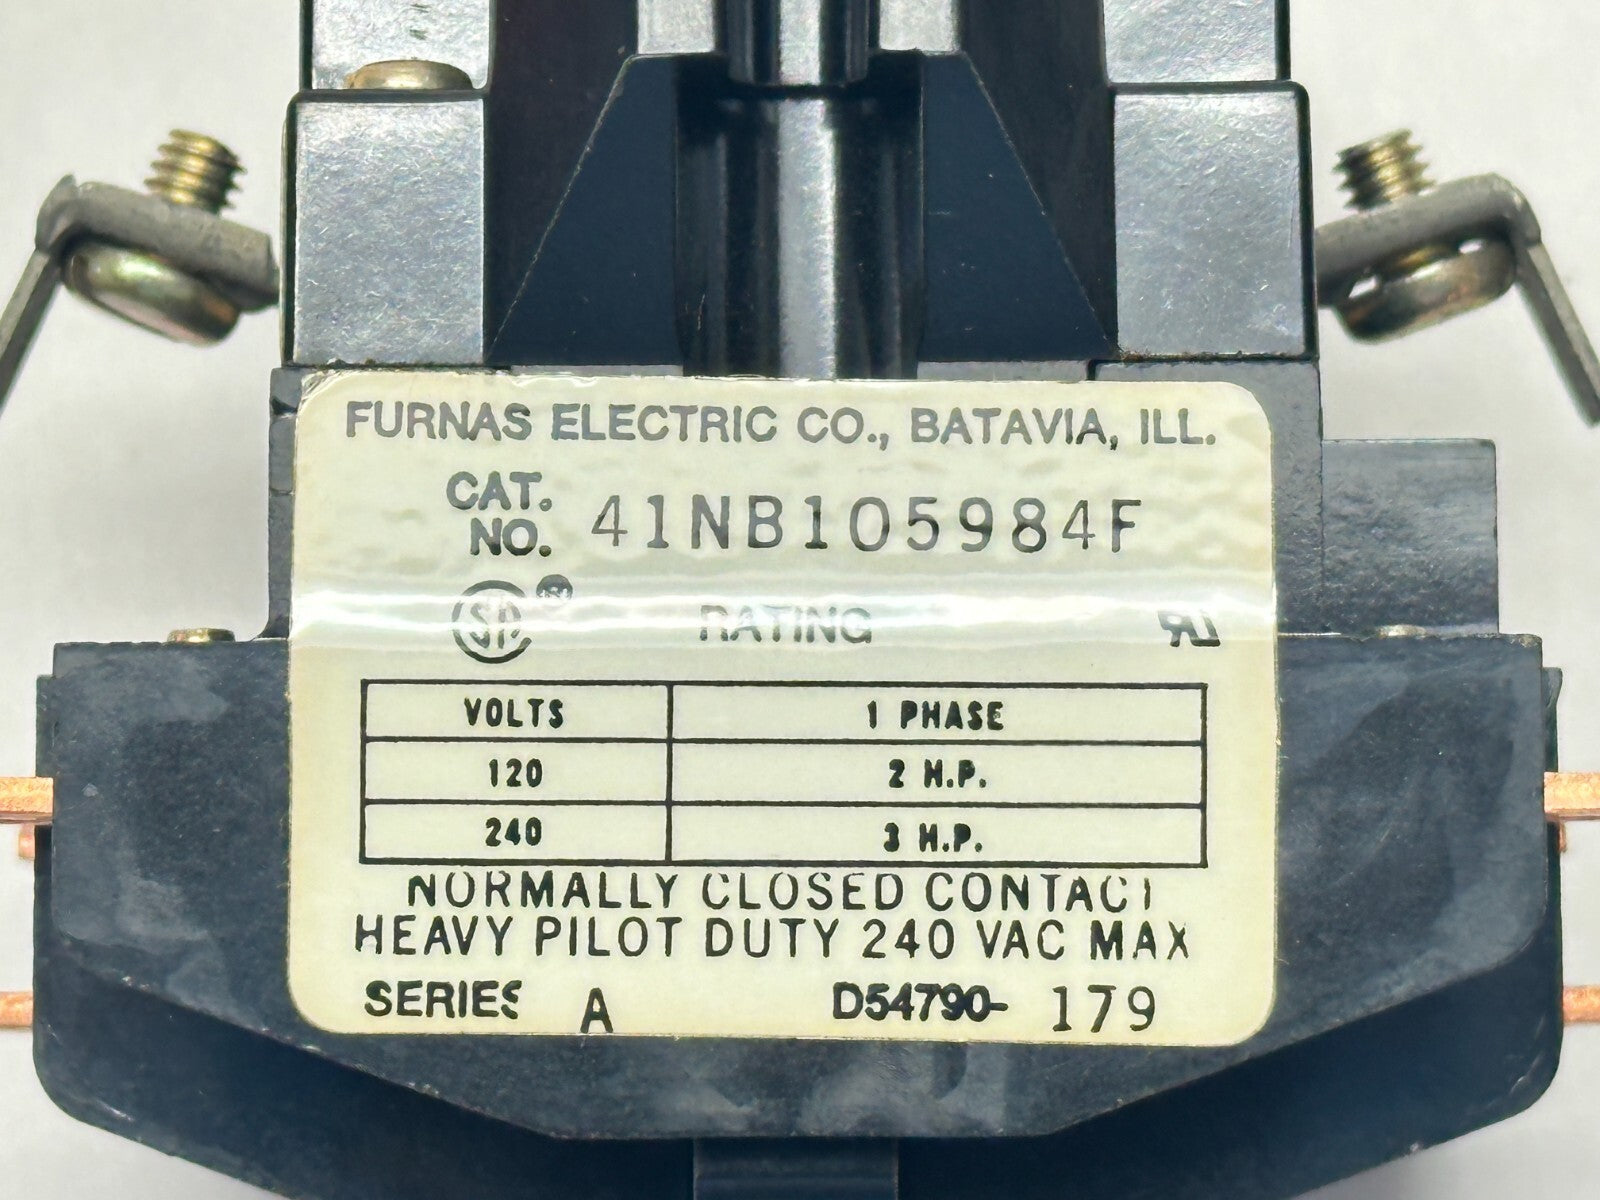 FURNAS ELECTRIC CO., BATAVIA, ILL.
CAT. NO. 41NB105984F
RATING
VOLTS 1 PHASE
120 2 H.P.
240 3 H.P.
NORMALLY CLOSED CONTACT
HEAVY PILOT DUTY 240 VAC MAX
SERIES A D54790- 179